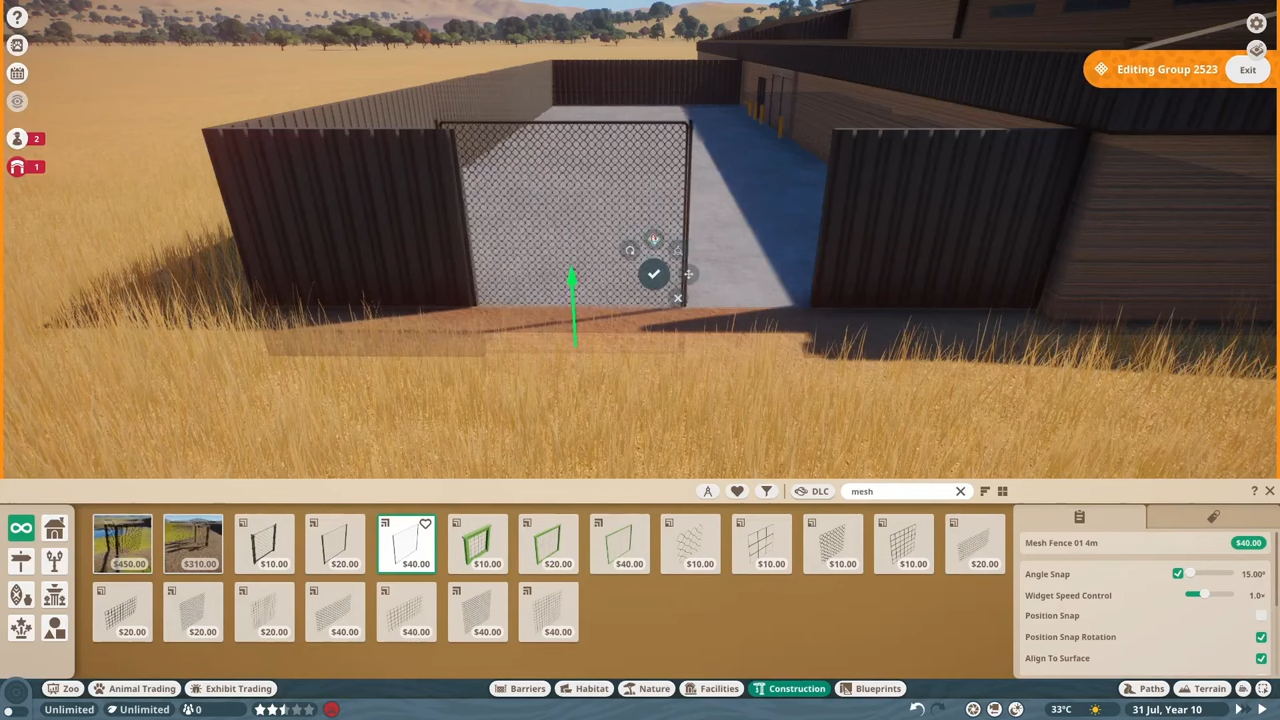 ?
Editing Group 2523
Exit
2
1
DLC
mesh
?
$450.00
$310.00
$10.00
$20.00
$40.00
$10.00
$20.00
$40.00
$10.00
$10.00
$10.00
$10.00
$20.00
$20.00
$20.00
$20.00
$40.00
$40.00
$40.00
$40.00
Mesh Fence 01 4m
$40.00
Angle Snap
15.00°
Widget Speed Control
1.0×
Position Snap
Position Snap Rotation
Align To Surface
Zoo
Animal Trading
Exhibit Trading
Barriers
Habitat
Nature
Facilities
Construction
Blueprints
Paths
Terrain
Unlimited
Unlimited
0
33°C
31 Jul, Year 10